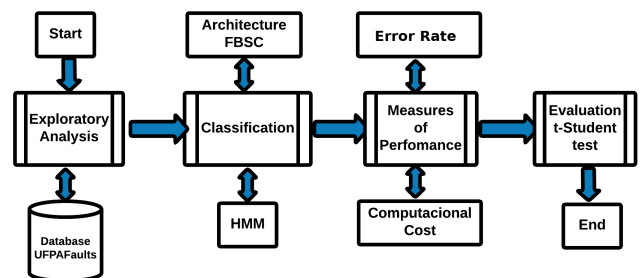 Start
Architecture
FBSC
Error Rate
Exploratory
Analysis
Classification
Measures
of
Perfomance
Evaluation
t-Student
test
Database
UFPAFaults
HMM
Computacional
Cost
End